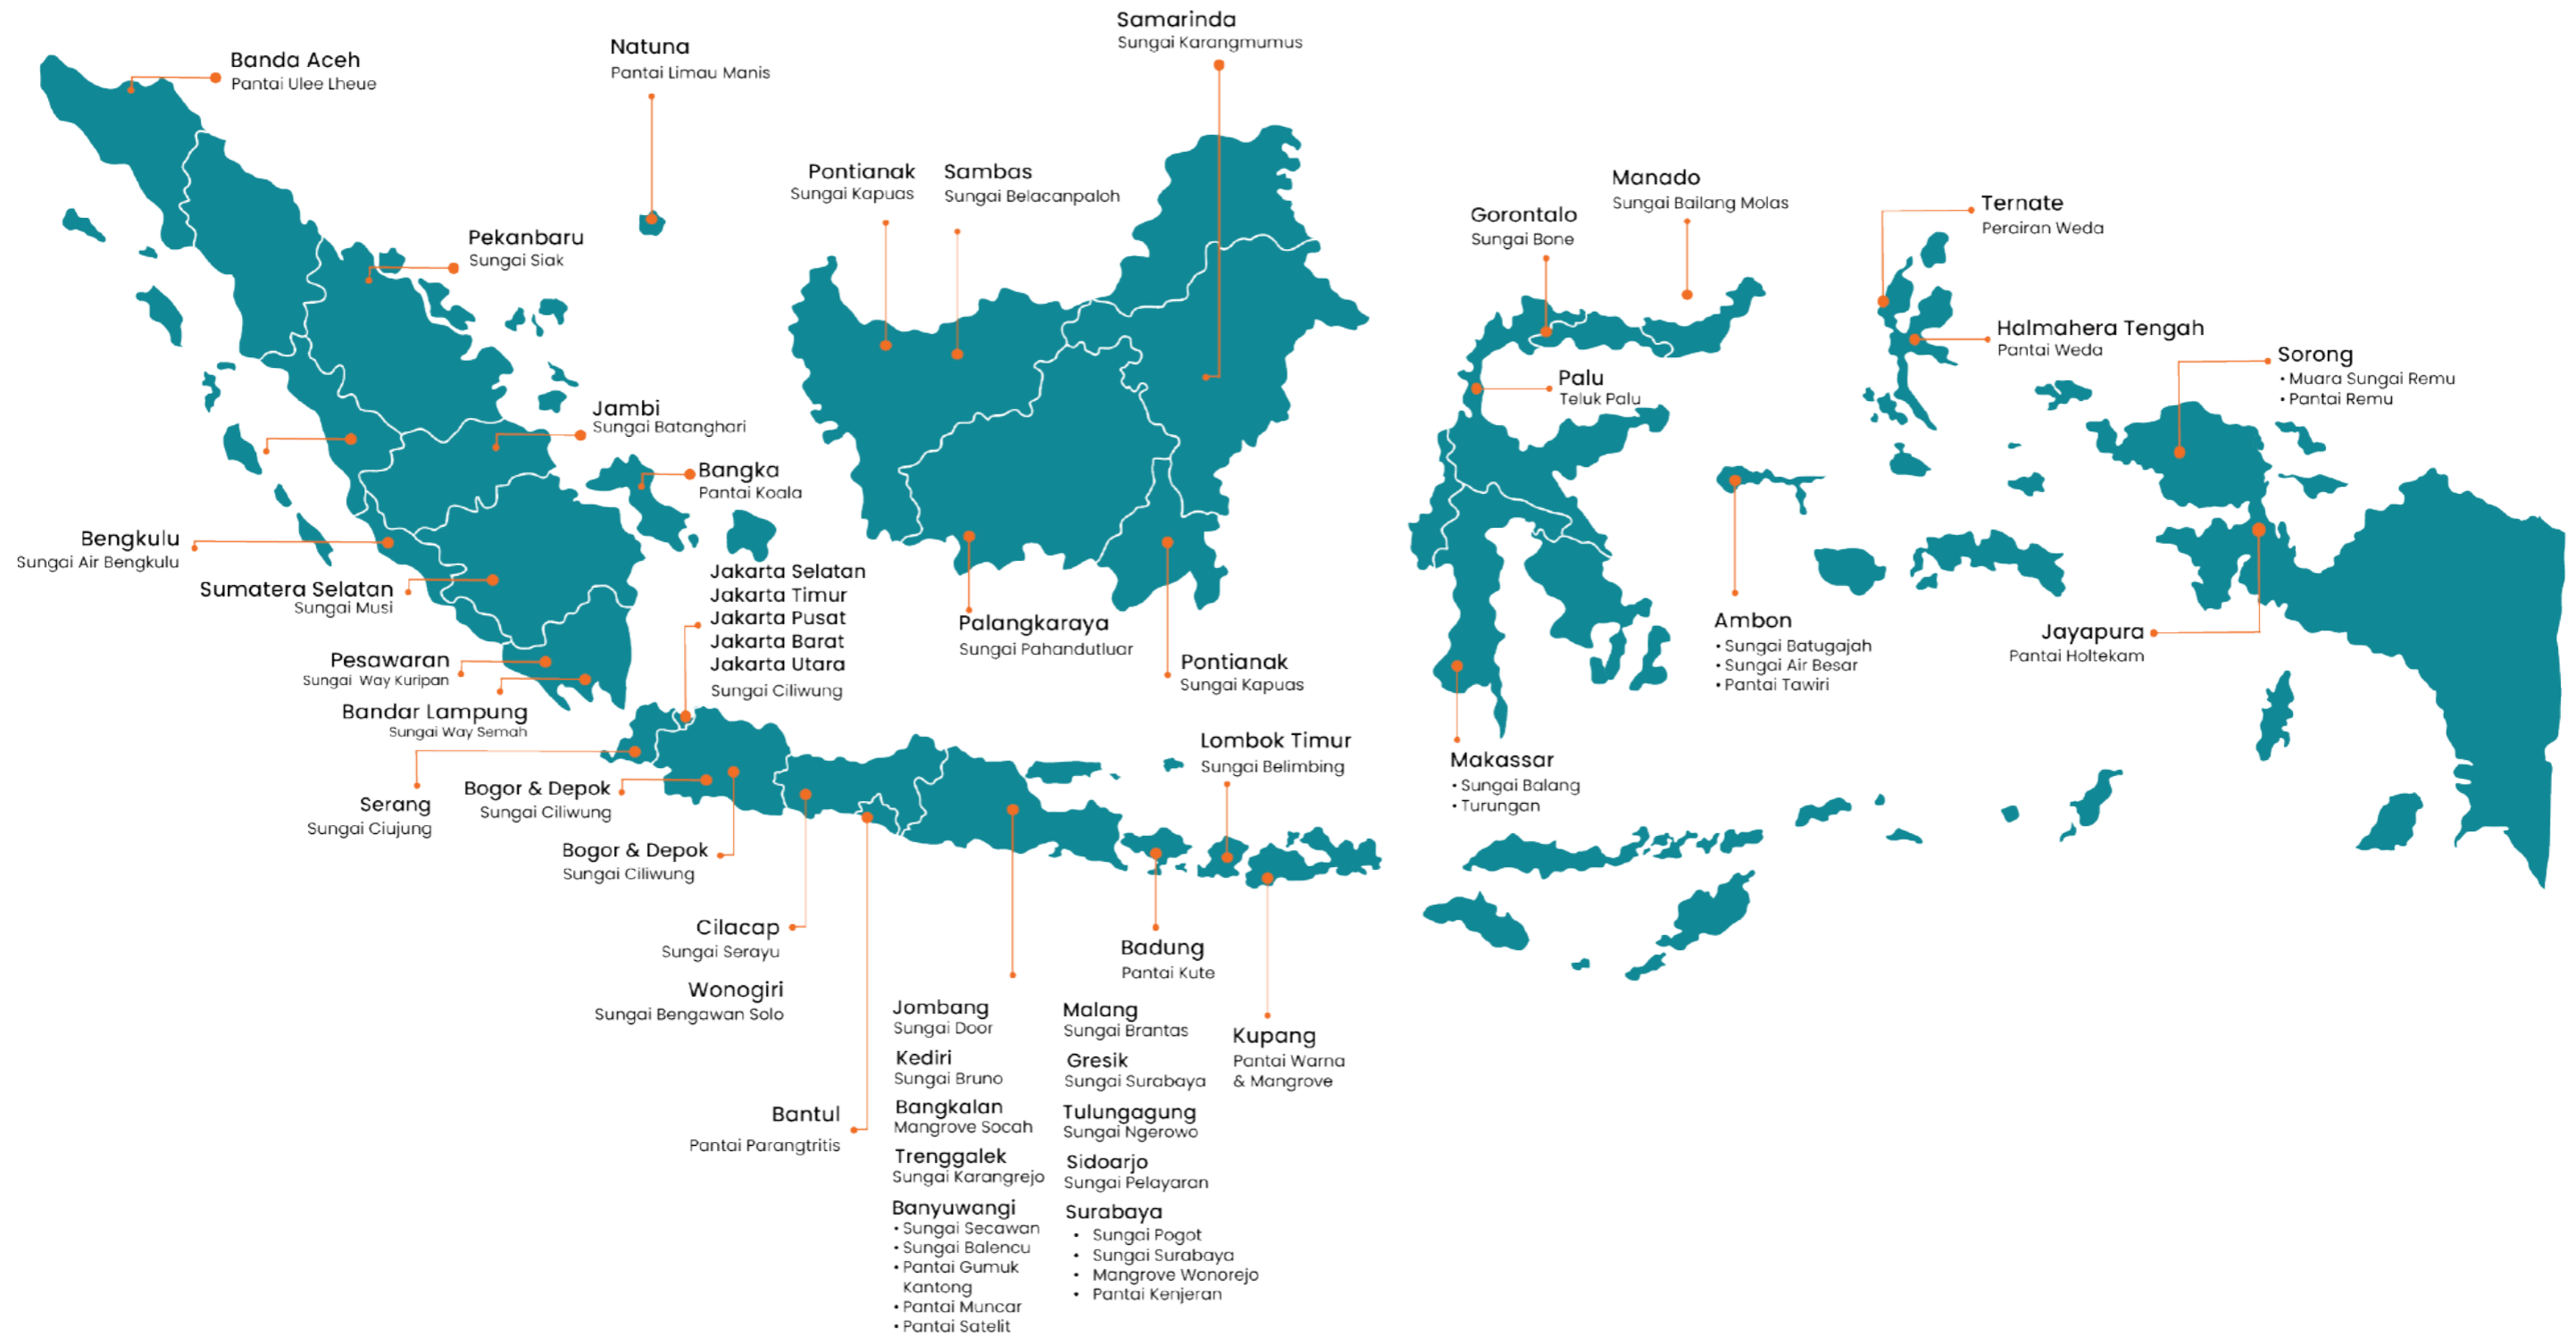 Banda Aceh
Pantai Ulee Lheue
Natuna
Pantai Limau Manis
Samarinda
Sungai Karangmumus
Pekanbaru
Sungai Siak
Pontianak
Sungai Kapuas
Sambas
Sungai Belacanpaloh
Gorontalo
Sungai Bone
Manado
Sungai Bailang Molas
Ternate
Perairan Weda
Halmahera Tengah
Pantai Weda
Sorong
• Muara Sungai Remu
• Pantai Remu
Palu
Teluk Palu
Jambi
Sungai Batanghari
Bangka
Pantai Koala
Bengkulu
Sungai Air Bengkulu
Sumatera Selatan
Sungai Musi
Jakarta Selatan
Jakarta Timur
Jakarta Pusat
Jakarta Barat
Jakarta Utara
Sungai Ciliwung
Palangkaraya
Sungai Pahandutluar
Pontianak
Sungai Kapuas
Ambon
• Sungai Batugajah
• Sungai Air Besar
• Pantai Tawiri
Jayapura
Pantai Holtekam
Pesawaran
Sungai Way Kuripan
Bandar Lampung
Sungai Way Semah
Serang
Sungai Ciujung
Bogor & Depok
Sungai Ciliwung
Bogor & Depok
Sungai Ciliwung
Lombok Timur
Sungai Belimbing
Makassar
• Sungai Balang
• Turungan
Cilacap
Sungai Serayu
Wonogiri
Sungai Bengawan Solo
Badung
Pantai Kute
Kupang
Pantai Warna
& Mangrove
Bantul
Pantai Parangtritis
Jombang
Sungai Door
Kediri
Sungai Bruno
Bangkalan
Mangrove Socah
Trenggalek
Sungai Karangrejo
Banyuwangi
• Sungai Secawan
• Sungai Balencu
• Pantai Gumuk
Kantong
• Pantai Muncar
• Pantai Satelit
Malang
Sungai Brantas
Gresik
Sungai Surabaya
Tulungagung
Sungai Ngerowo
Sidoarjo
Sungai Pelayaran
Surabaya
• Sungai Pogot
• Sungai Surabaya
• Mangrove Wonorejo
• Pantai Kenjeran